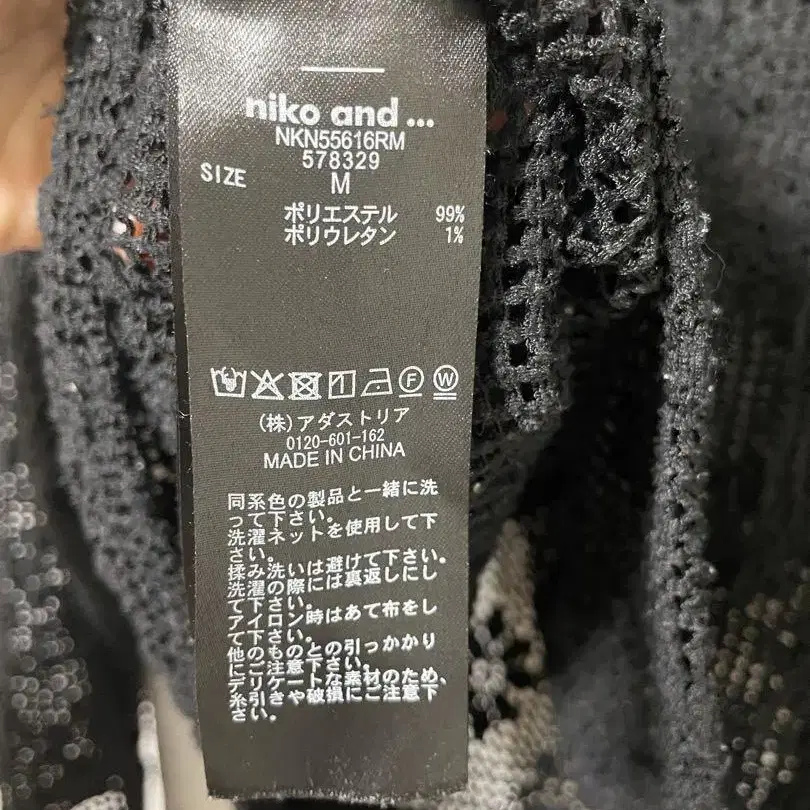 niko and ...
NKN55616RM
578329
SIZE M
ポリエステル 99%
ポリウレタン 1%
F W
(株)アダストリア
0120-601-162
MADE IN CHINA
同系色の製品と一緒に洗
って下さい。
洗濯ネットを使用して下
さい。
揉み洗いは避けて下さい。
洗濯の際には裏返しにし
て下さい。
アイロン時はあて布をし
て下さい。
他のものとの引っかかり
にご注意下さい。
デリケートな素材のため、
糸引きや破損にご注意下
さい。